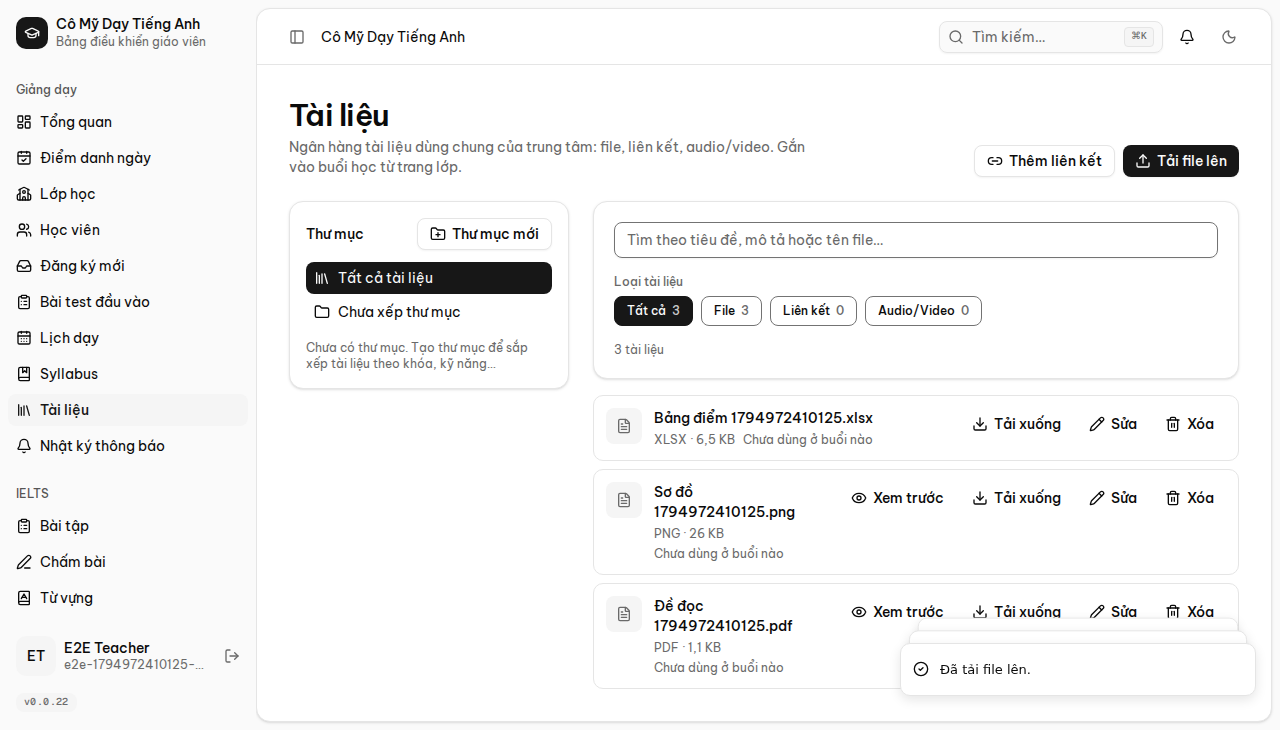 Cô Mỹ Dạy Tiếng Anh
Bảng điều khiển giáo viên
Giảng dạy
Tổng quan
Điểm danh ngày
Lớp học
Học viên
Đăng ký mới
Bài test đầu vào
Lịch dạy
Syllabus
Tài liệu
Nhật ký thông báo
IELTS
Bài tập
Chấm bài
Từ vựng
ET
E2E Teacher
e2e-1794972410125-...
v0.0.22
Cô Mỹ Dạy Tiếng Anh
Tìm kiếm...
⌘K
Tài liệu
Ngân hàng tài liệu dùng chung của trung tâm: file, liên kết, audio/video. Gắn
vào buổi học từ trang lớp.
Thêm liên kết
Tải file lên
Thư mục
Thư mục mới
Tất cả tài liệu
Chưa xếp thư mục
Chưa có thư mục. Tạo thư mục để sắp
xếp tài liệu theo khóa, kỹ năng...
Tìm theo tiêu đề, mô tả hoặc tên file...
Loại tài liệu
Tất cả 3
File 3
Liên kết 0
Audio/Video 0
3 tài liệu
Bảng điểm 1794972410125.xlsx
XLSX · 6,5 KB Chưa dùng ở buổi nào
Tải xuống
Sửa
Xóa
Sơ đồ
1794972410125.png
PNG · 26 KB
Chưa dùng ở buổi nào
Xem trước
Tải xuống
Sửa
Xóa
Đề đọc
1794972410125.pdf
PDF · 1,1 KB
Chưa dùng ở buổi nào
Xem trước
Tải xuống
Sửa
Xóa
Đã tải file lên.